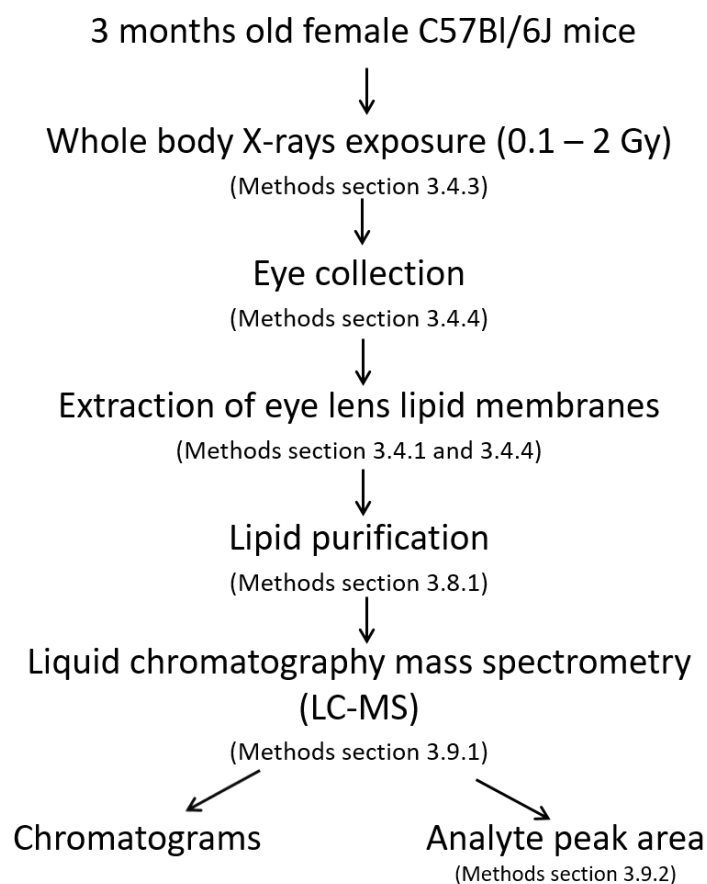 3 months old female C57Bl/6J mice
Whole body X-rays exposure (0.1 – 2 Gy)
(Methods section 3.4.3)
Eye collection
(Methods section 3.4.4)
Extraction of eye lens lipid membranes
(Methods section 3.4.1 and 3.4.4)
Lipid purification
(Methods section 3.8.1)
Liquid chromatography mass spectrometry
(LC-MS)
(Methods section 3.9.1)
Chromatograms
Analyte peak area
(Methods section 3.9.2)